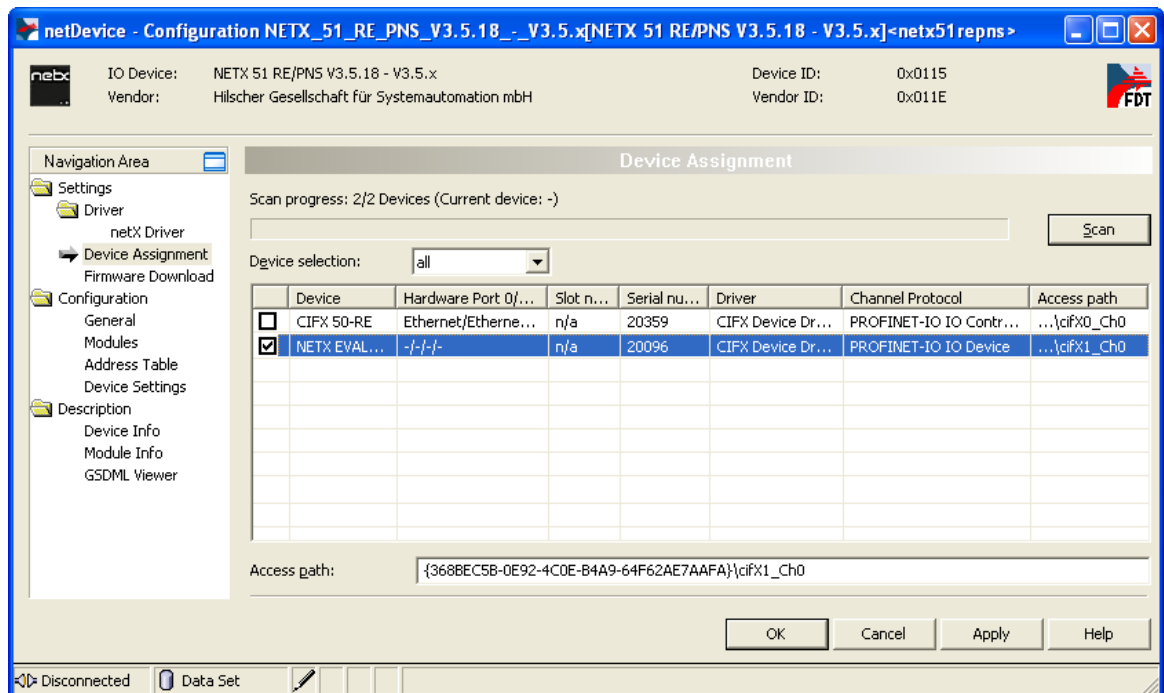 netDevice - Configuration NETX_51_RE_PNS_V3.5.18_-_V3.5.x[NETX 51 RE/PNS V3.5.18 - V3.5.x]<netx51repns>
netx
IO Device: NETX 51 RE/PNS V3.5.18 - V3.5.x Device ID: 0x0115
Vendor: Hilscher Gesellschaft für Systemautomation mbH Vendor ID: 0x011E
FDT
Navigation Area
Settings
Driver
netX Driver
Device Assignment
Firmware Download
Configuration
General
Modules
Address Table
Device Settings
Description
Device Info
Module Info
GSDML Viewer
Device Assignment
Scan progress: 2/2 Devices (Current device: -)
Scan
Device selection: all
Device Hardware Port 0/... Slot n... Serial nu... Driver Channel Protocol Access path
CIFX 50-RE Ethernet/Etherne... n/a 20359 CIFX Device Dr... PROFINET-IO IO Contr... ...\cifX0_Ch0
NETX EVAL... -/-/-/- n/a 20096 CIFX Device Dr... PROFINET-IO IO Device ...\cifX1_Ch0
Access path: {368BEC5B-0E92-4C0E-B4A9-64F62AE7AAFA}\cifX1_Ch0
OK Cancel Apply Help
Disconnected Data Set